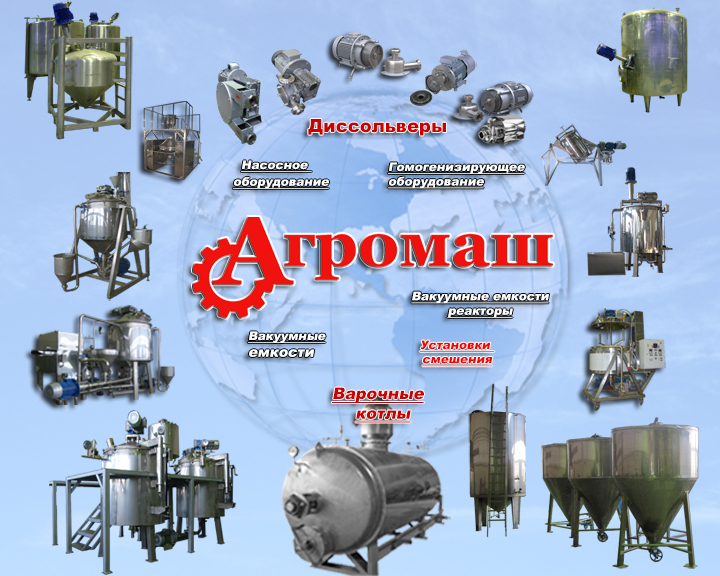 Диссольверы
Насосное
оборудование
Гомогенизирующее
оборудование
Агромаш
Вакуумные емкости
реакторы
Вакуумные
емкости
Установки
смешения
Варочные
котлы